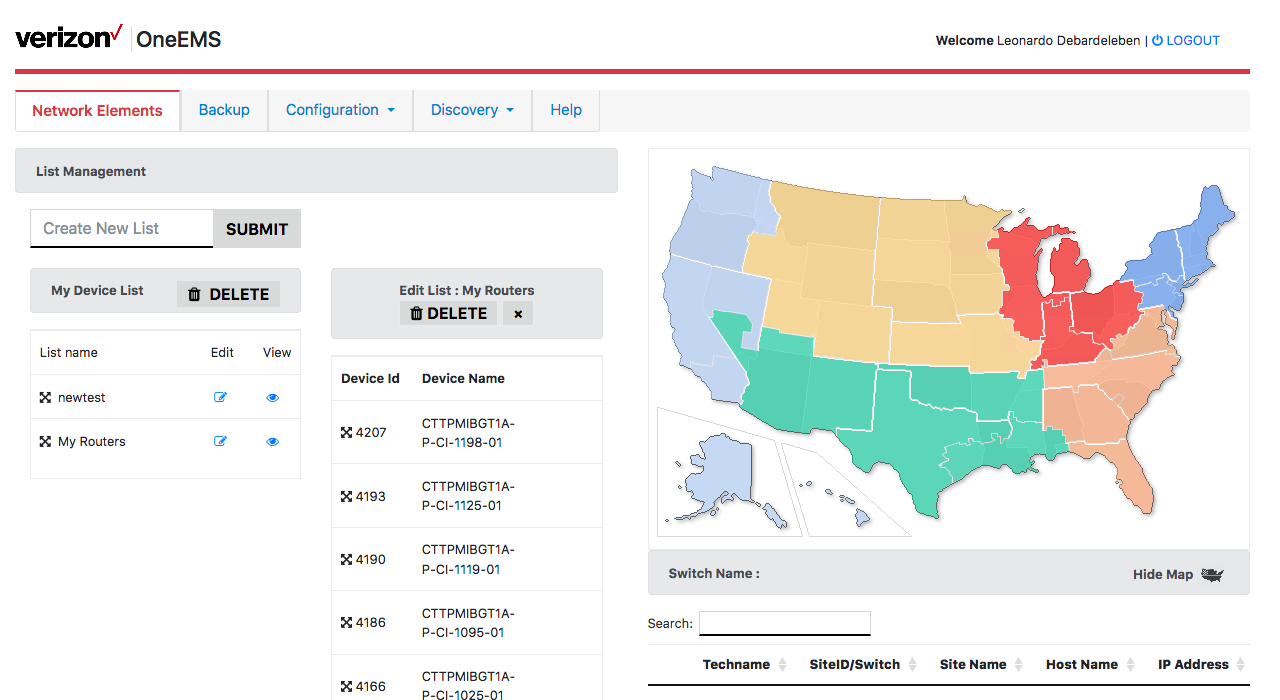 verizon OneEMS
Welcome Leonardo Debardeleben | LOGOUT
Network Elements Backup Configuration Discovery Help
List Management
Create New List SUBMIT
My Device List DELETE
List name Edit View
newtest
My Routers
Edit List : My Routers
DELETE ×
Device Id Device Name
4207 CTTPMIBGT1A-
P-CI-1198-01
4193 CTTPMIBGT1A-
P-CI-1125-01
4190 CTTPMIBGT1A-
P-CI-1119-01
4186 CTTPMIBGT1A-
P-CI-1095-01
4166 CTTPMIBGT1A-
P-CI-1025-01
Switch Name : Hide Map
Search:
Techname SiteID/Switch Site Name Host Name IP Address